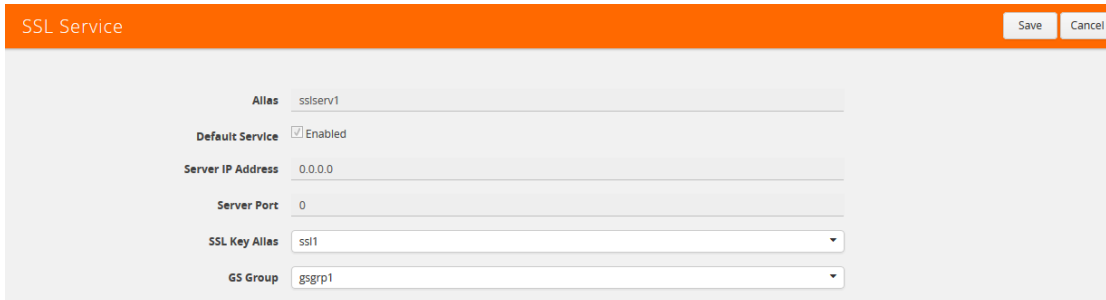 SSL Service
Save Cancel
Alias sslserv1
Default Service Enabled
Server IP Address 0.0.0.0
Server Port 0
SSL Key Alias ssl1
GS Group gsgrp1